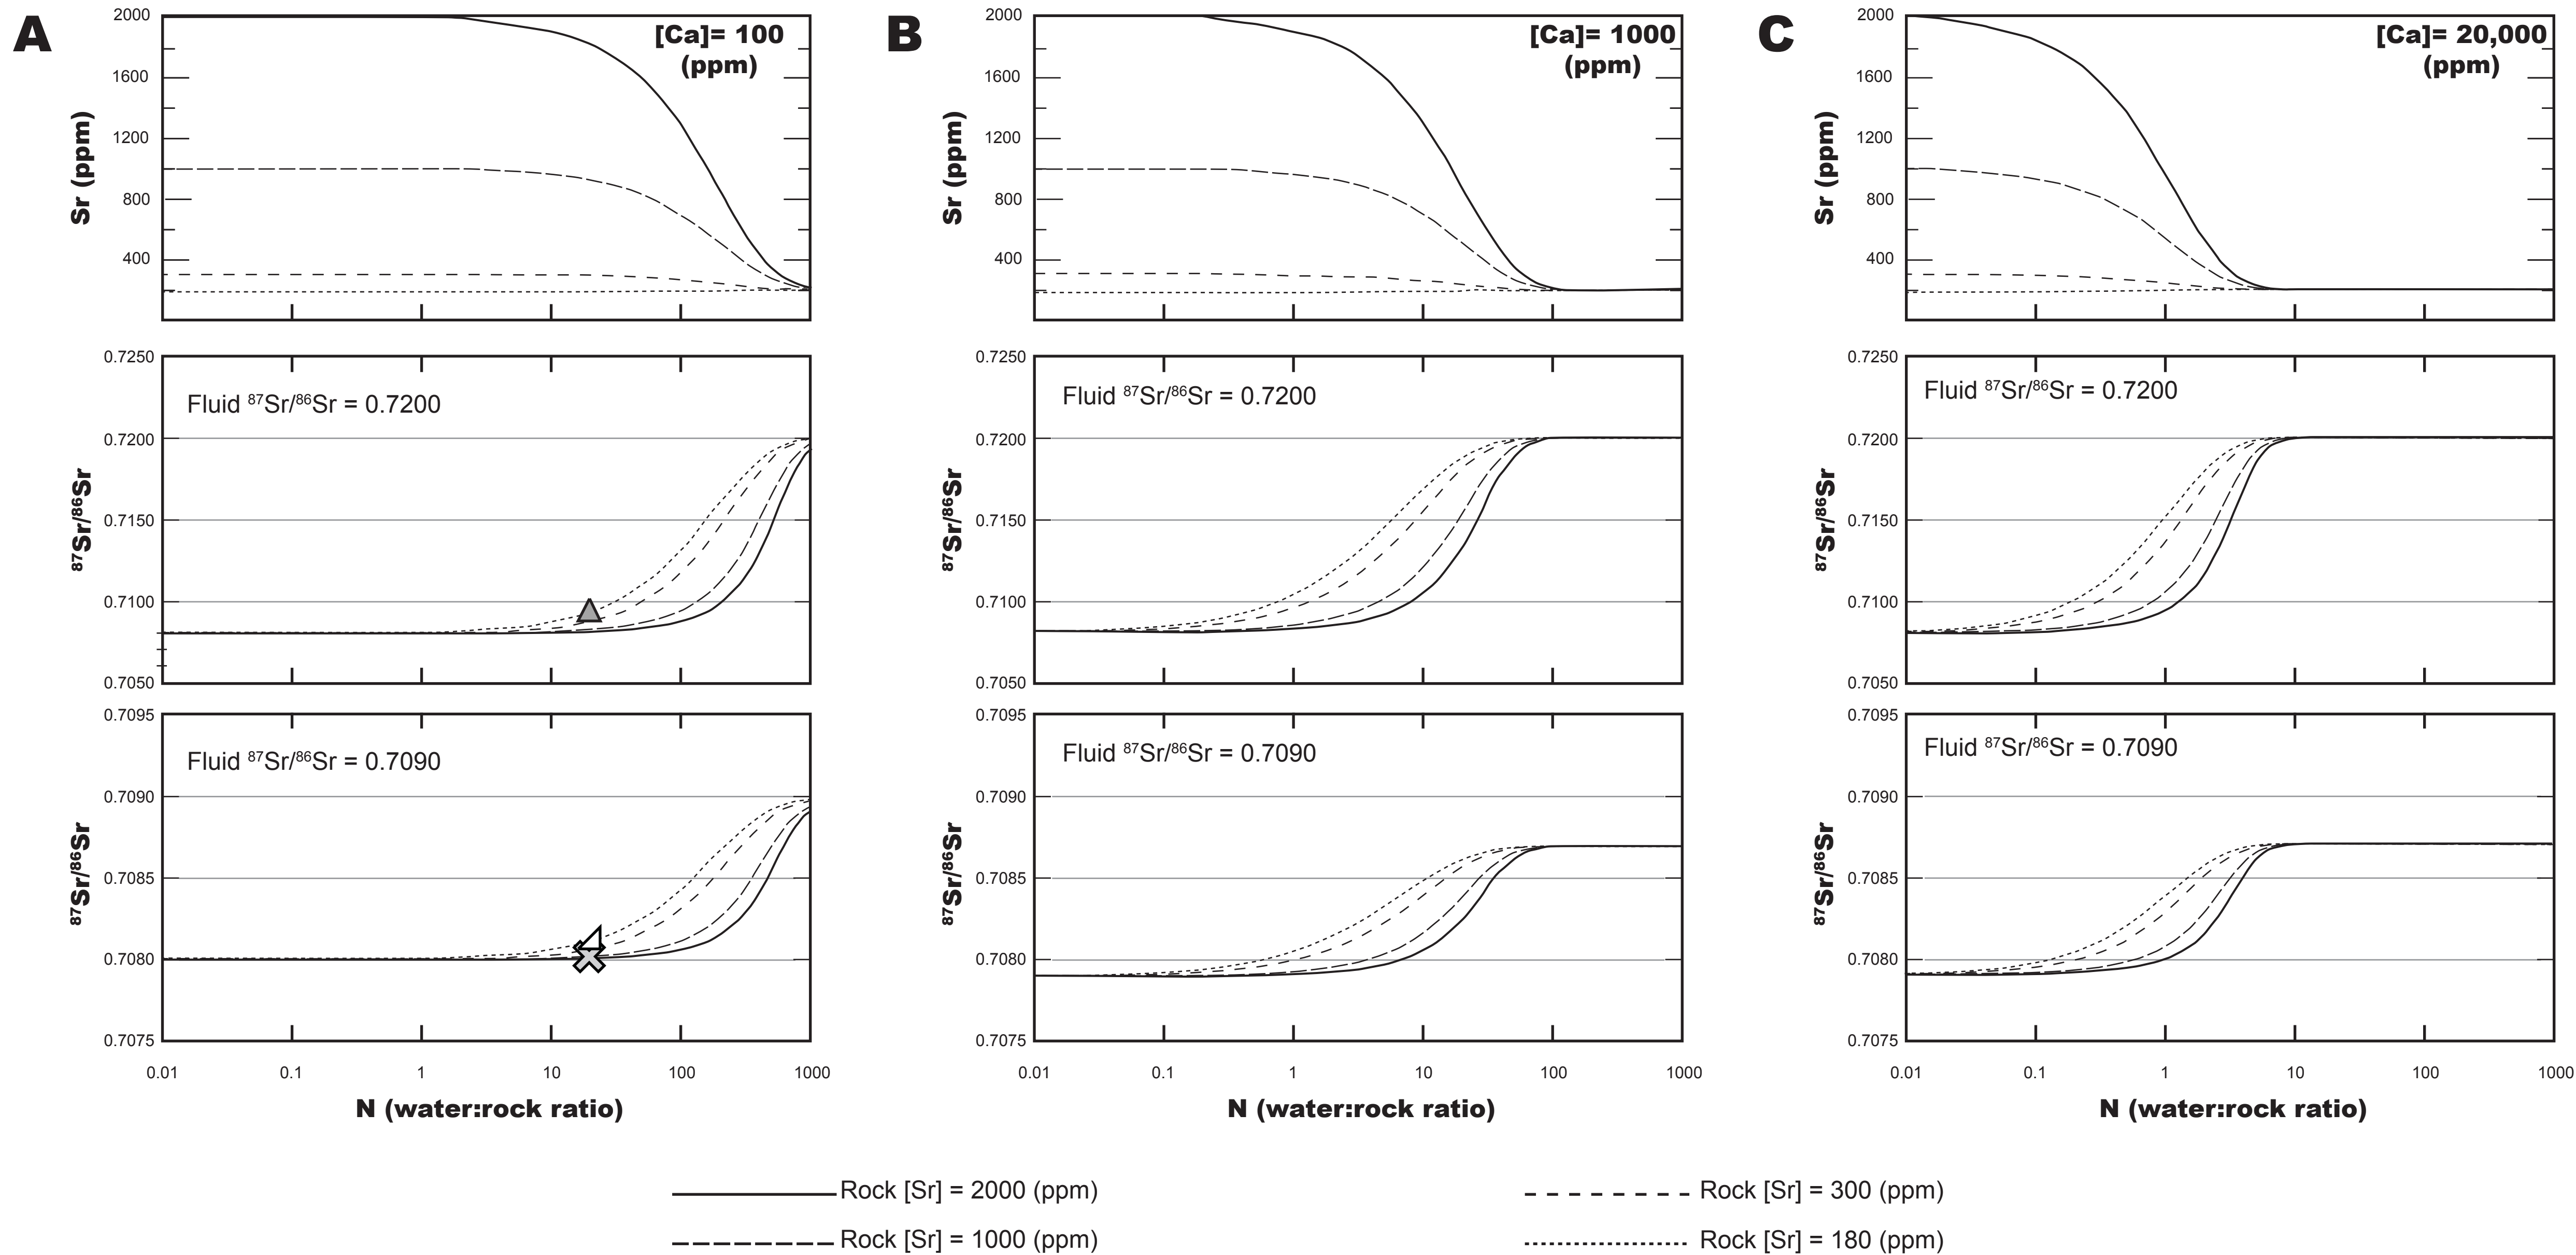 A
2000
1600
1200
800
400
Sr (ppm)
[Ca]= 100
(ppm)
0.7250
0.7200
0.7150
0.7100
0.7050
⁸⁷Sr/⁸⁶Sr
Fluid ⁸⁷Sr/⁸⁶Sr = 0.7200
0.7095
0.7090
0.7085
0.7080
0.7075
⁸⁷Sr/⁸⁶Sr
Fluid ⁸⁷Sr/⁸⁶Sr = 0.7090
0.01 0.1 1 10 100 1000
N (water:rock ratio)
B
2000
1600
1200
800
400
Sr (ppm)
[Ca]= 1000
(ppm)
0.7250
0.7200
0.7150
0.7100
0.7050
⁸⁷Sr/⁸⁶Sr
Fluid ⁸⁷Sr/⁸⁶Sr = 0.7200
0.7095
0.7090
0.7085
0.7080
0.7075
⁸⁷Sr/⁸⁶Sr
Fluid ⁸⁷Sr/⁸⁶Sr = 0.7090
0.01 0.1 1 10 100 1000
N (water:rock ratio)
C
2000
1600
1200
800
400
Sr (ppm)
[Ca]= 20,000
(ppm)
0.7250
0.7200
0.7150
0.7100
0.7050
⁸⁷Sr/⁸⁶Sr
Fluid ⁸⁷Sr/⁸⁶Sr = 0.7200
0.7095
0.7090
0.7085
0.7080
0.7075
⁸⁷Sr/⁸⁶Sr
Fluid ⁸⁷Sr/⁸⁶Sr = 0.7090
0.01 0.1 1 10 100 1000
N (water:rock ratio)
Rock [Sr] = 2000 (ppm)
Rock [Sr] = 1000 (ppm)
Rock [Sr] = 300 (ppm)
Rock [Sr] = 180 (ppm)